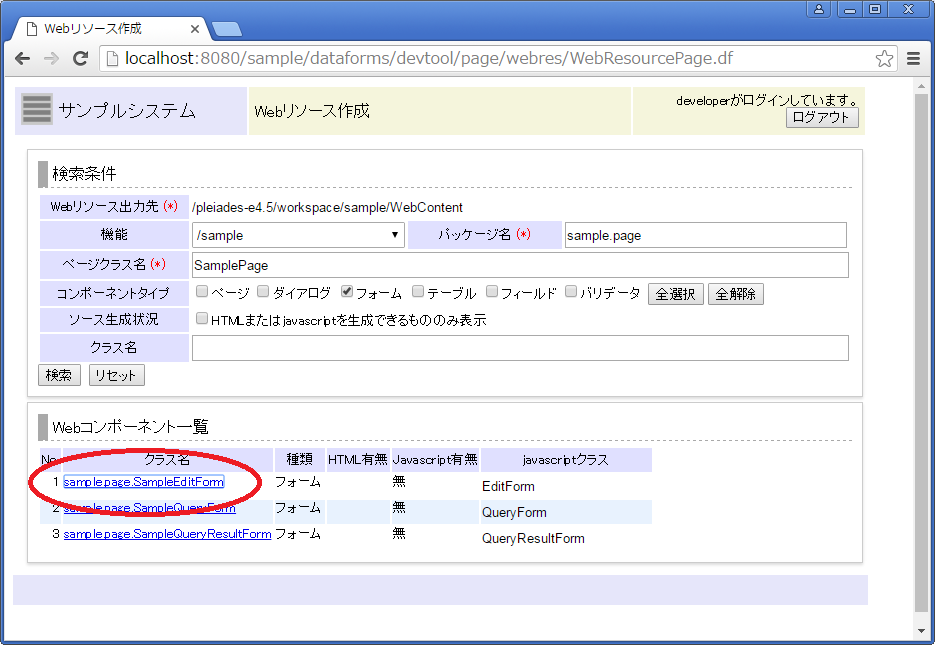 Webリソース作成
localhost:8080/sample/dataforms/devtool/page/webres/WebResourcePage.df
サンプルシステム
Webリソース作成
developerがログインしています。
ログアウト
検索条件
Webリソース出力先 (*) /pleiades-e4.5/workspace/sample/WebContent
機能 /sample パッケージ名 (*) sample.page
ページクラス名 (*) SamplePage
コンポーネントタイプ ページ ダイアログ フォーム テーブル フィールド バリデータ 全選択 全解除
ソース生成状況 HTMLまたはjavascriptを生成できるもののみ表示
クラス名
検索 リセット
Webコンポーネント一覧
No クラス名 種類 HTML有無 Javascript有無 javascriptクラス
1 sample.page.SampleEditForm フォーム 無 EditForm
2 sample.page.SampleQueryForm フォーム 無 QueryForm
3 sample.page.SampleQueryResultForm フォーム 無 QueryResultForm